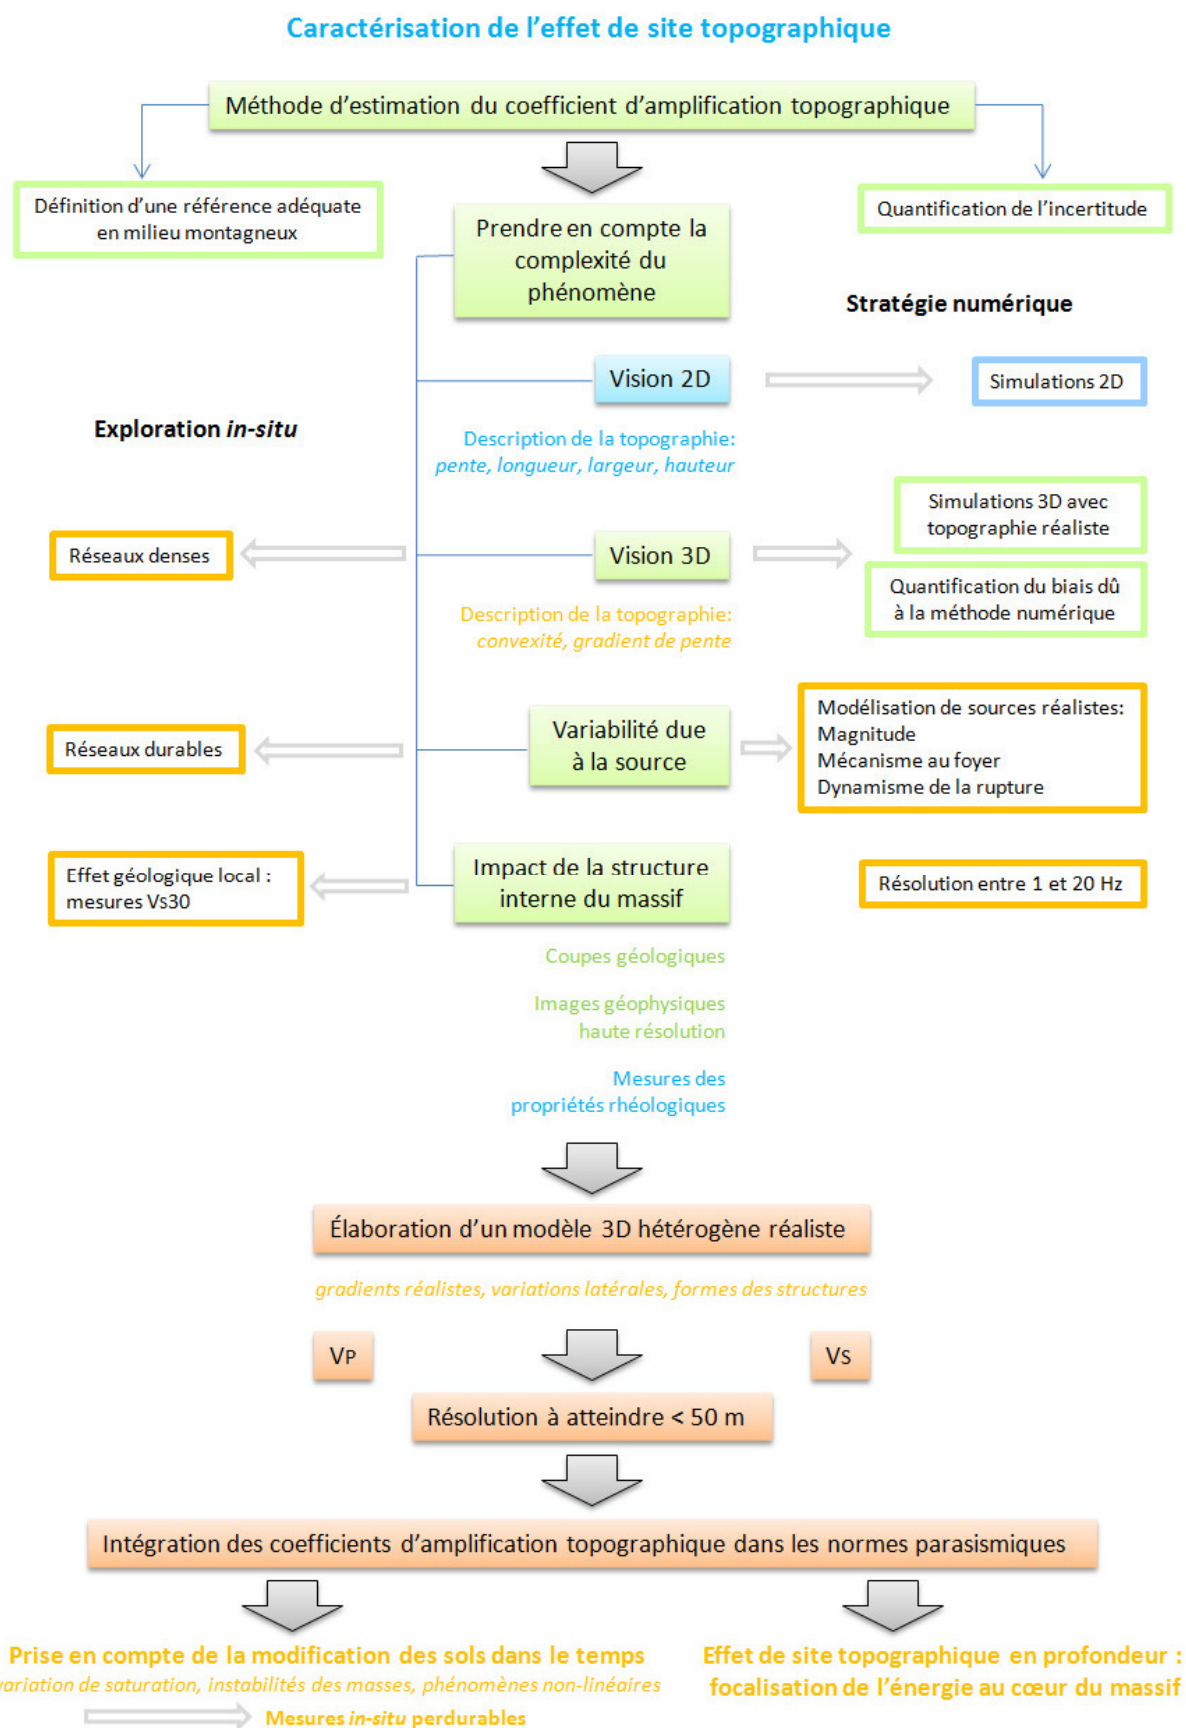 Caractérisation de l'effet de site topographique
Méthode d'estimation du coefficient d'amplification topographique
Définition d'une référence adéquate
en milieu montagneux
Quantification de l'incertitude
Prendre en compte la
complexité du
phénomène
Stratégie numérique
Vision 2D
Simulations 2D
Exploration in-situ
Description de la topographie:
pente, longueur, largeur, hauteur
Simulations 3D avec
topographie réaliste
Réseaux denses
Vision 3D
Quantification du biais dû
à la méthode numérique
Description de la topographie:
convexité, gradient de pente
Réseaux durables
Variabilité due
à la source
Modélisation de sources réalistes:
Magnitude
Mécanisme au foyer
Dynamisme de la rupture
Effet géologique local :
mesures Vs30
Impact de la structure
interne du massif
Résolution entre 1 et 20 Hz
Coupes géologiques
Images géophysiques
haute résolution
Mesures des
propriétés rhéologiques
Élaboration d'un modèle 3D hétérogène réaliste
gradients réalistes, variations latérales, formes des structures
VP
VS
Résolution à atteindre < 50 m
Intégration des coefficients d'amplification topographique dans les normes parasismiques
Prise en compte de la modification des sols dans le temps
variation de saturation, instabilités des masses, phénomènes non-linéaires
Mesures in-situ perdurables
Effet de site topographique en profondeur :
focalisation de l'énergie au cœur du massif